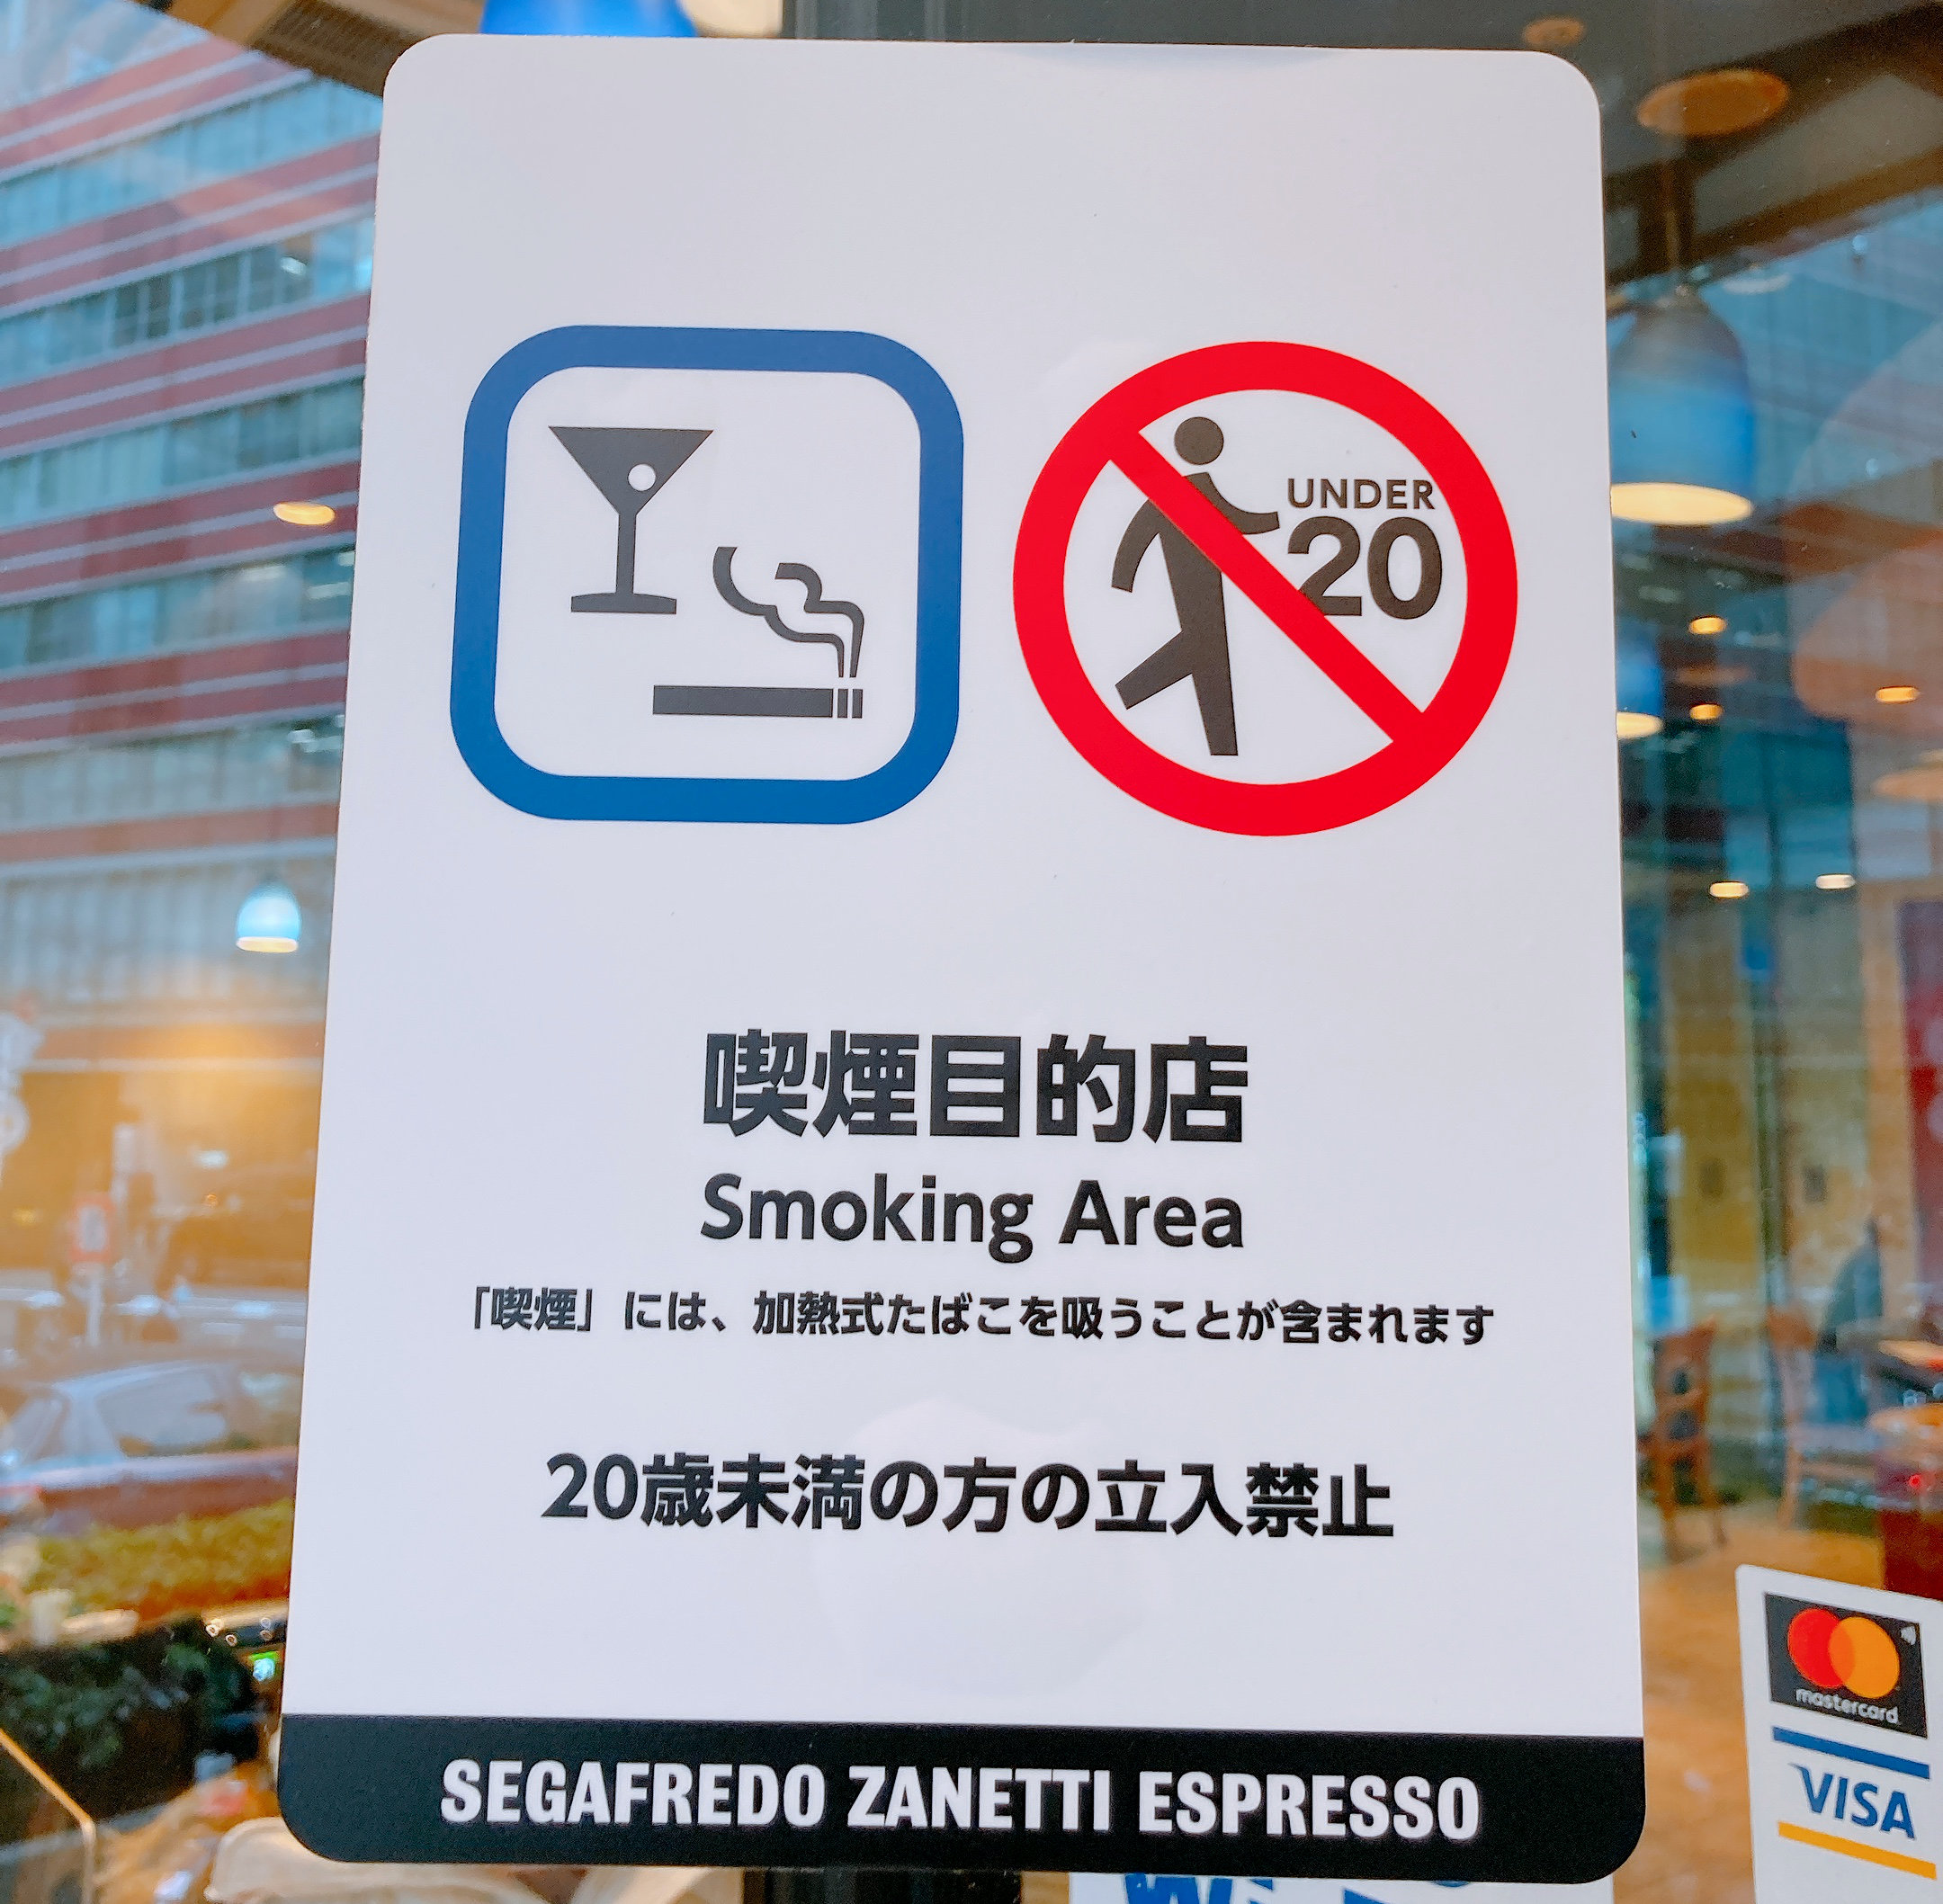 UNDER
20
喫煙目的店
Smoking Area
「喫煙」には、加熱式たばこを吸うことが含まれます
20歳未満の方の立入禁止
SEGAFREDO ZANETTI ESPRESSO
mastercard
VISA